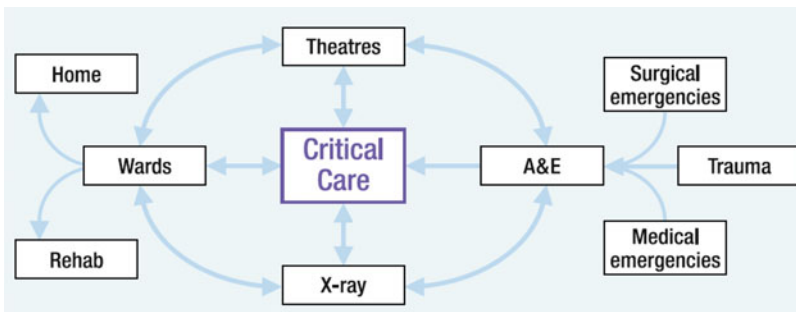 Theatres
Home
Surgical
emergencies
Wards
Critical
Care
A&E
Trauma
Rehab
Medical
emergencies
X-ray